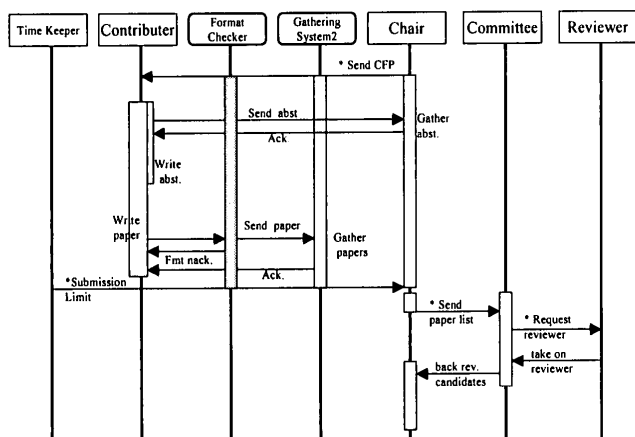 Time Keeper
Contributer
Format
Checker
Gathering
System2
Chair
Committee
Reviewer
* Send CFP
Send abst
Gather
abst.
Ack.
Write
abst.
Write
paper
Send paper
Gather
papers
Fmt nack.
Ack.
*Submission
Limit
* Send
paper list
* Request
reviewer
take on
reviewer
back rev.
candidates